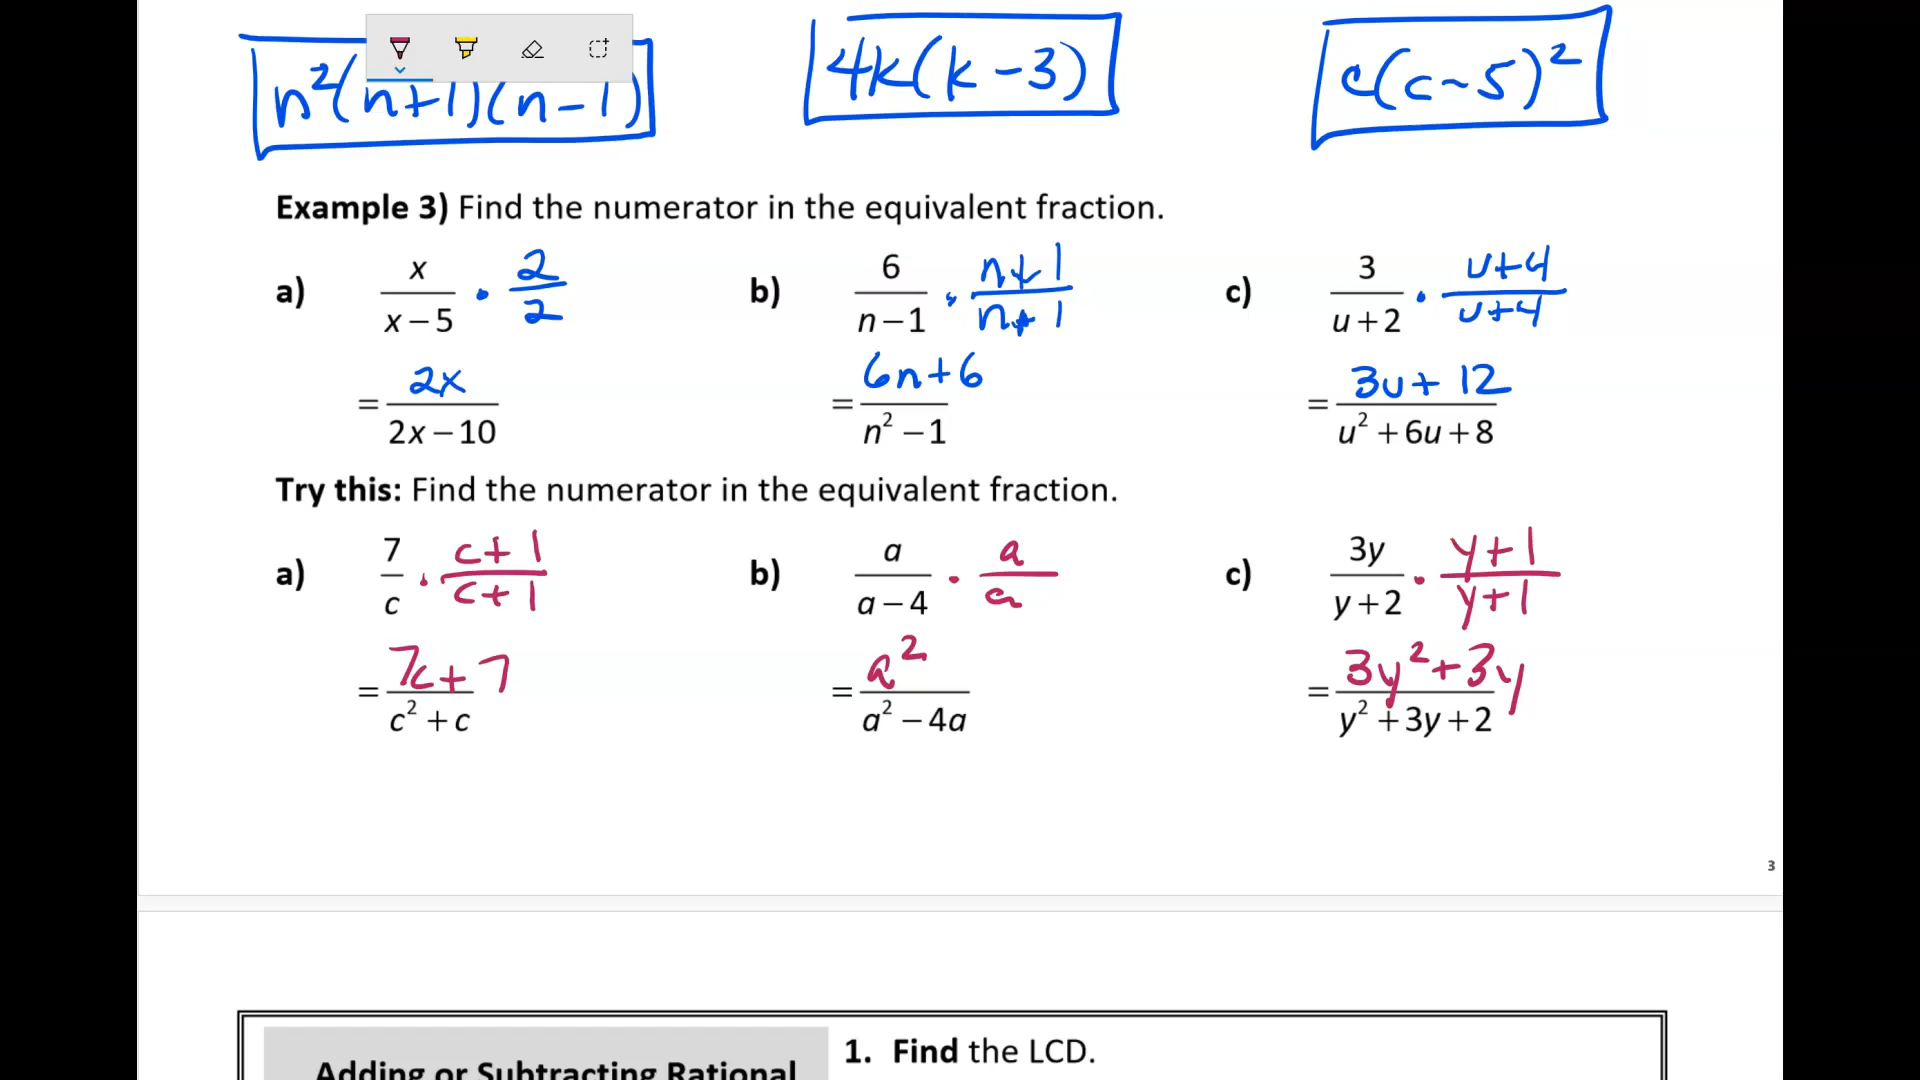 n²(n+1)(n-1)
4k(k-3)
c(c-5)²
Example 3) Find the numerator in the equivalent fraction.
a) x/(x-5) · 2/2
= 2x/(2x-10)
b) 6/(n-1) · (n+1)/(n+1)
= (6n+6)/(n²-1)
c) 3/(u+2) · (u+4)/(u+4)
= (3u+12)/(u²+6u+8)
Try this: Find the numerator in the equivalent fraction.
a) 7/c · (c+1)/(c+1)
= (7c+7)/(c²+c)
b) a/(a-4) · a/a
= a²/(a²-4a)
c) 3y/(y+2) · (y+1)/(y+1)
= (3y²+3y)/(y²+3y+2)
3
Adding or Subtracting Rational
1. Find the LCD.